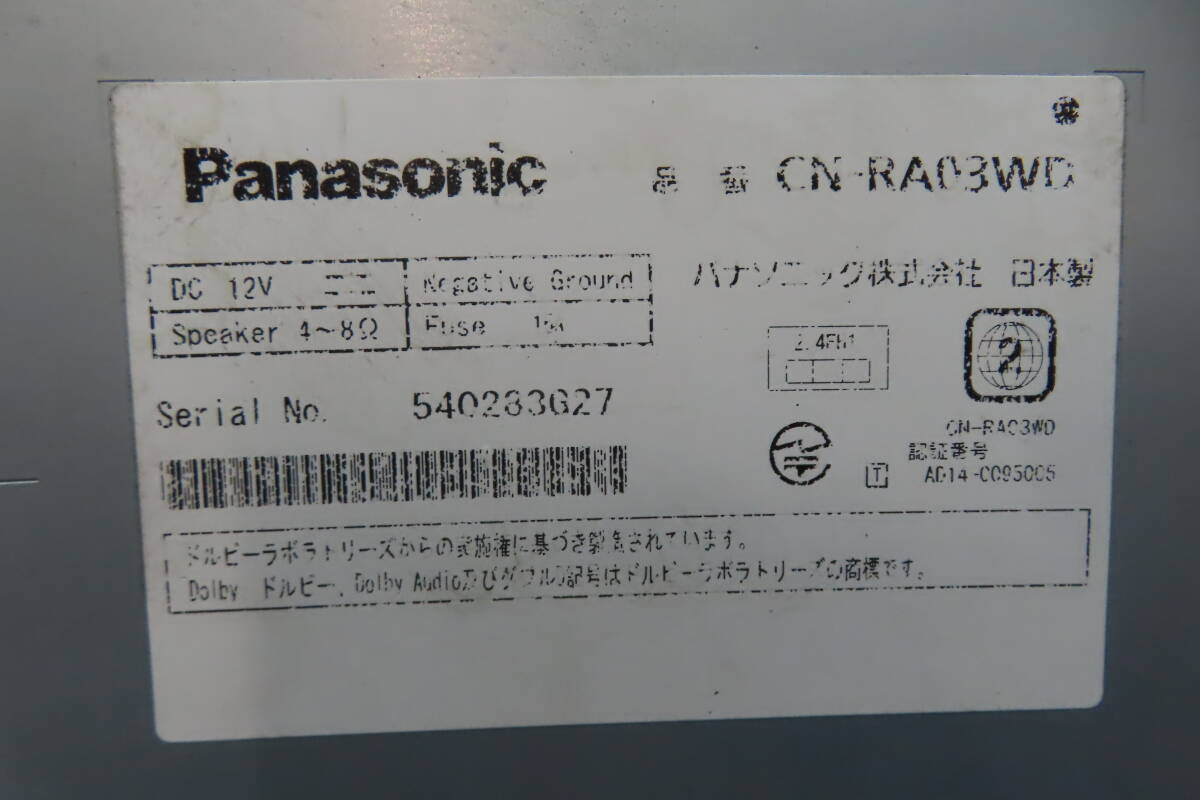 Panasonic 品番 CN-RA03WD
DC 12V Negative Ground
Speaker 4～8Ω Fuse 15A
パナソニック株式会社 日本製
2.4FH1
Serial No. 540283G27
CN-RA03WD
認証番号
T AD14-0095005
ドルビーラボラトリーズからの実施権に基づき製造されています。
Dolby ドルビー、Dolby Audio及びダブルD記号はドルビーラボラトリーズの商標です。